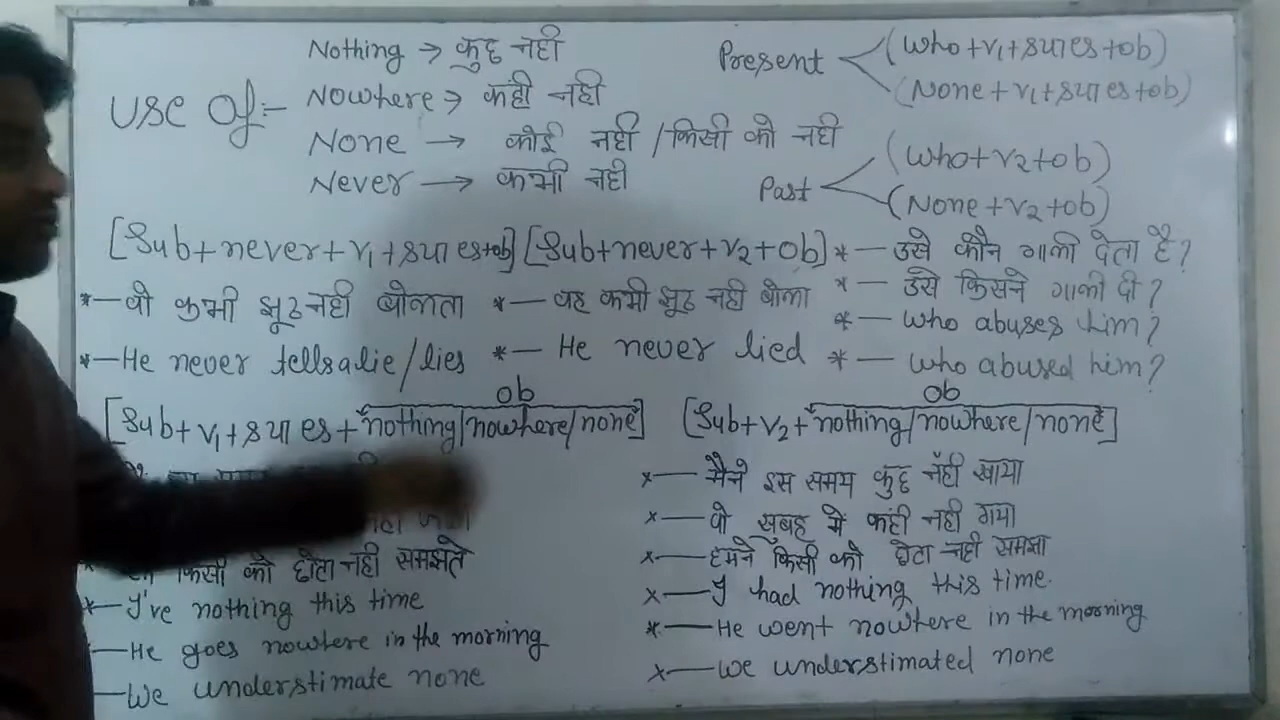 Nothing → कुछ नही
Use Of:- Nowhere → कंही नही
None → कोई नही / किसी को नही
Never → कभी नही
Present
(Who+V1+s या es+ob)
(None+V1+s या es+ob)
Past
(Who+V2+ob)
(None+V2+ob)
[Sub+never+V1+s या es+ob] [Sub+never+V2+ob]
*— वो कभी झूठ नही बोलता
*— He never tells a lie/lies
*— वह कभी झूठ नही बोला
*— He never lied
*— उसे कौन गाली देता है?
*— उसे किसने गाली दी?
*— Who abuses him?
*— Who abused him?
ob
[Sub+V1+s या es+nothing/nowhere/none]
किसी को छोटा नही समझते
*— I've nothing this time
— He goes nowhere in the morning
— We understimate none
ob
[Sub+V2+nothing/nowhere/none]
x— मैने इस समय कुछ नही खाया
x— वो सुबह में कंही नही गया
x— हमने किसी को छोटा नही समझा
x— I had nothing this time.
*— He went nowhere in the morning
x— We understimated none